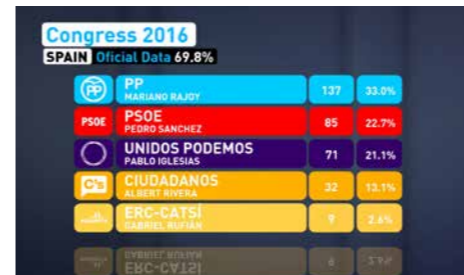 Congress 2016
SPAIN Oficial Data 69.8%
PP
MARIANO RAJOY
137 33.0%
PSOE
PSOE
PEDRO SANCHEZ
85 22.7%
UNIDOS PODEMOS
PABLO IGLESIAS
71 21.1%
C's
CIUDADANOS
ALBERT RIVERA
32 13.1%
ERC-CATSÍ
GABRIEL RUFIÁN
9 2.6%